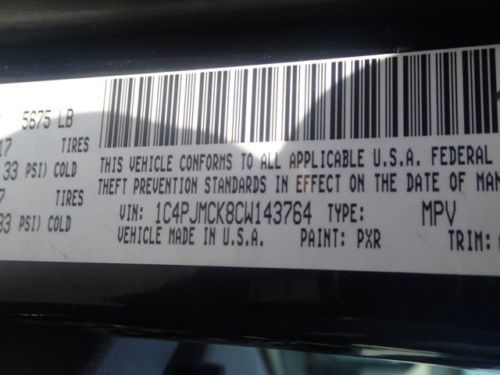 5675 LB
17 TIRES
33 PSI) COLD
7 TIRES
33 PSI) COLD
THIS VEHICLE CONFORMS TO ALL APPLICABLE U.S.A. FEDERAL
THEFT PREVENTION STANDARDS IN EFFECT ON THE DATE OF MAN
VIN: 1C4PJMCK8CW143764 TYPE: MPV
VEHICLE MADE IN U.S.A. PAINT: PXR TRIM: